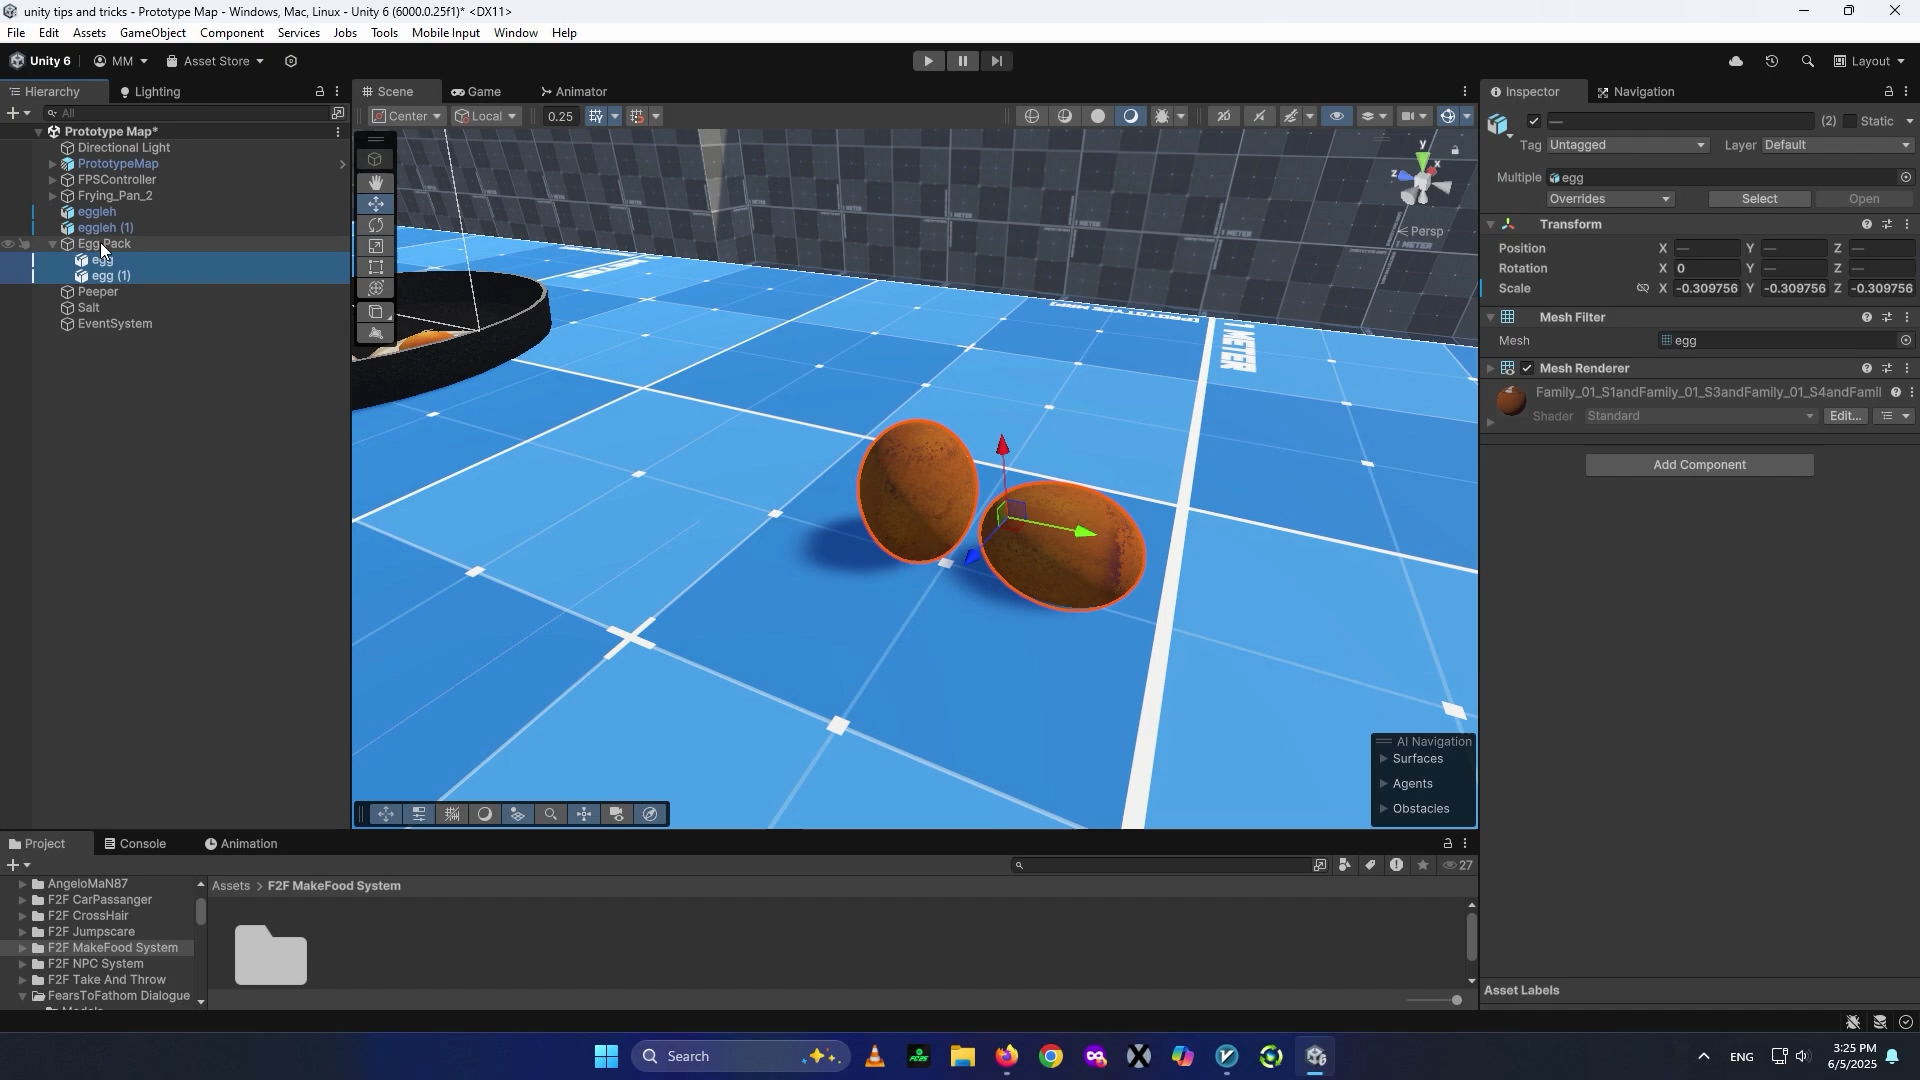 unity tips and tricks - Prototype Map - Windows, Mac, Linux - Unity 6 (6000.0.25f1)* <DX11>
File Edit Assets GameObject Component Services Jobs Tools Mobile Input Window Help
Unity 6 MM Asset Store Layout
Hierarchy Lighting Scene Game Animator Inspector Navigation
All Center Local 0.25 2D
Prototype Map*
Directional Light
PrototypeMap
FPSController
Frying_Pan_2
eggleh
eggleh (1)
Egg Pack
egg
egg (1)
Peeper
Salt
EventSystem
y
x
z
Persp
1 METER
AI Navigation
Surfaces
Agents
Obstacles
— (2) Static
Tag Untagged Layer Default
Multiple egg
Overrides Select Open
Transform
Position X — Y — Z —
Rotation X 0 Y — Z —
Scale X -0.309756 Y -0.309756 Z -0.309756
Mesh Filter
Mesh egg
Mesh Renderer
Family_01_S1andFamily_01_S3andFamily_01_S4andFamil
Shader Standard Edit...
Add Component
Asset Labels
Project Console Animation
27
AngeloMaN87
F2F CarPassanger
F2F CrossHair
F2F Jumpscare
F2F MakeFood System
F2F NPC System
F2F Take And Throw
FearsToFathom Dialogue
Assets > F2F MakeFood System
Search
ENG
3:25 PM
6/5/2025